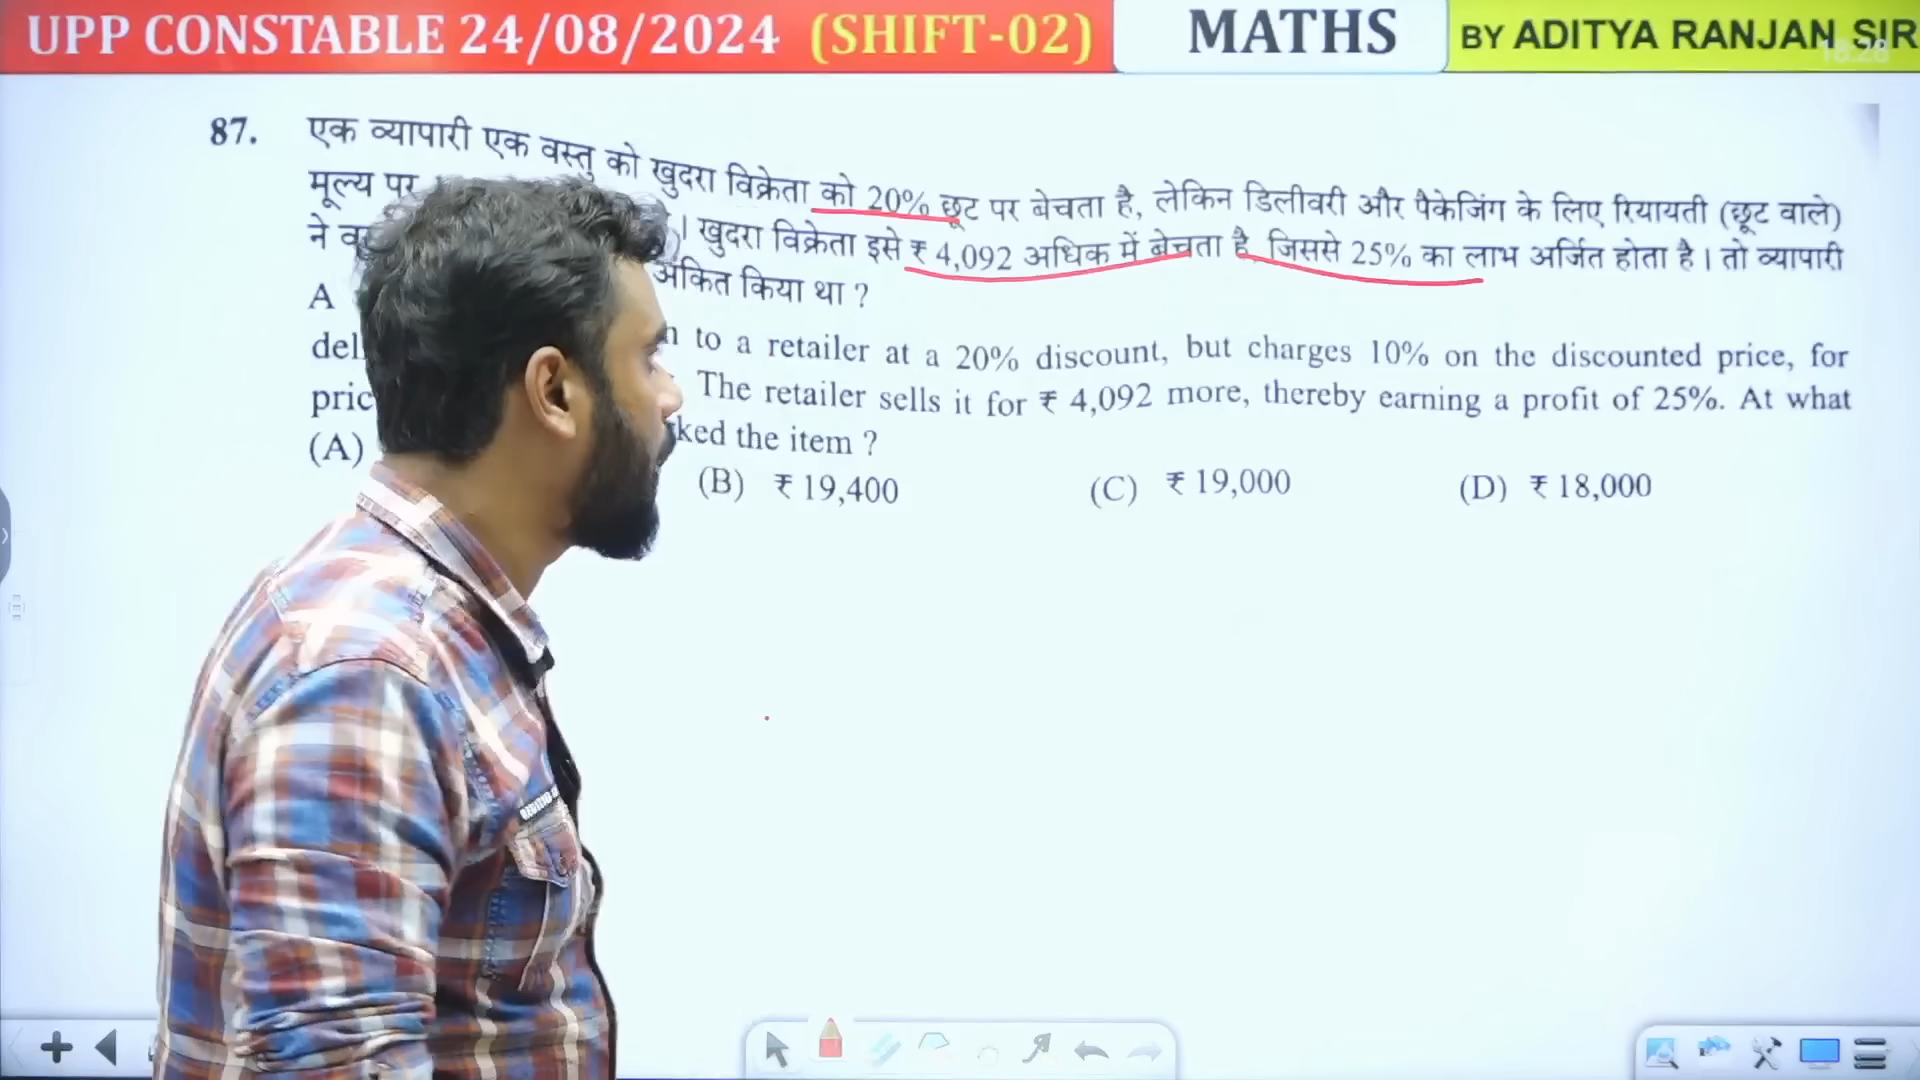 UPP CONSTABLE 24/08/2024 (SHIFT-02) MATHS BY ADITYA RANJAN SIR
18:28
87. एक व्यापारी एक वस्तु को खुदरा विक्रेता को 20% छूट पर बेचता है, लेकिन डिलीवरी और पैकेजिंग के लिए रियायती (छूट वाले)
मूल्य पर । खुदरा विक्रेता इसे ₹ 4,092 अधिक में बेचता है, जिससे 25% का लाभ अर्जित होता है। तो व्यापारी
ने अंकित किया था ?
A to a retailer at a 20% discount, but charges 10% on the discounted price, for
The retailer sells it for ₹ 4,092 more, thereby earning a profit of 25%. At what
the item ?
(A) (B) ₹ 19,400 (C) ₹ 19,000 (D) ₹ 18,000